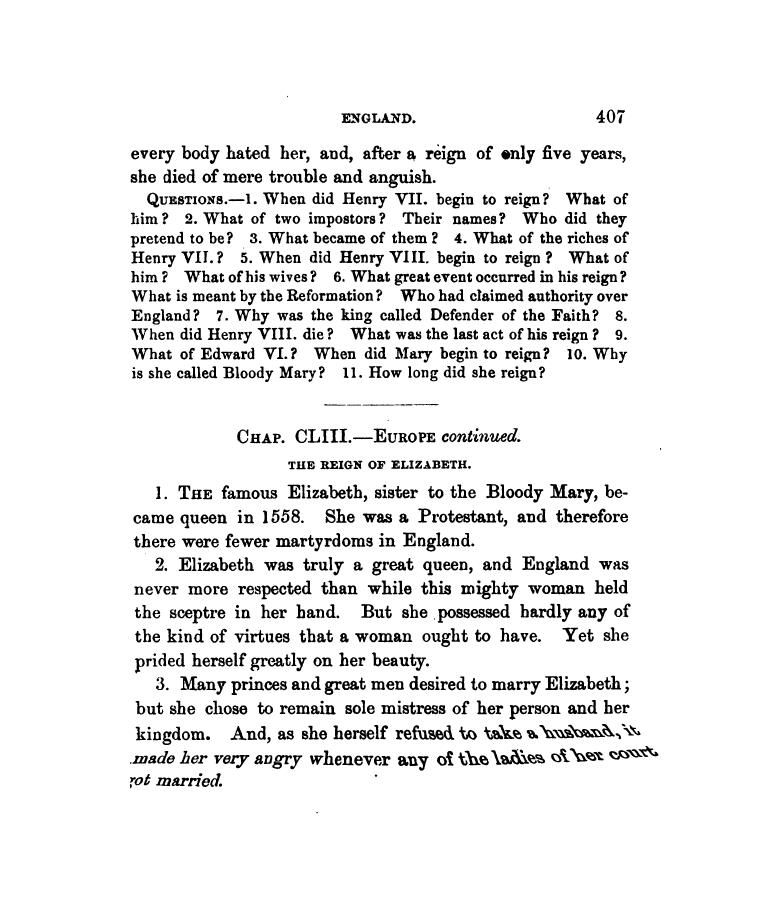 ENGLAND. 407
every body hated her, and, after a reign of only five years,
she died of mere trouble and anguish.
QUESTIONS.—1. When did Henry VII. begin to reign? What of
him? 2. What of two impostors? Their names? Who did they
pretend to be? 3. What became of them? 4. What of the riches of
Henry VII.? 5. When did Henry VIII. begin to reign? What of
him? What of his wives? 6. What great event occurred in his reign?
What is meant by the Reformation? Who had claimed authority over
England? 7. Why was the king called Defender of the Faith? 8.
When did Henry VIII. die? What was the last act of his reign? 9.
What of Edward VI.? When did Mary begin to reign? 10. Why
is she called Bloody Mary? 11. How long did she reign?
CHAP. CLIII.—EUROPE continued.
THE REIGN OF ELIZABETH.
1. THE famous Elizabeth, sister to the Bloody Mary, be-
came queen in 1558. She was a Protestant, and therefore
there were fewer martyrdoms in England.
2. Elizabeth was truly a great queen, and England was
never more respected than while this mighty woman held
the sceptre in her hand. But she possessed hardly any of
the kind of virtues that a woman ought to have. Yet she
prided herself greatly on her beauty.
3. Many princes and great men desired to marry Elizabeth;
but she chose to remain sole mistress of her person and her
kingdom. And, as she herself refused to take a husband, it
made her very angry whenever any of the ladies of her court
got married.